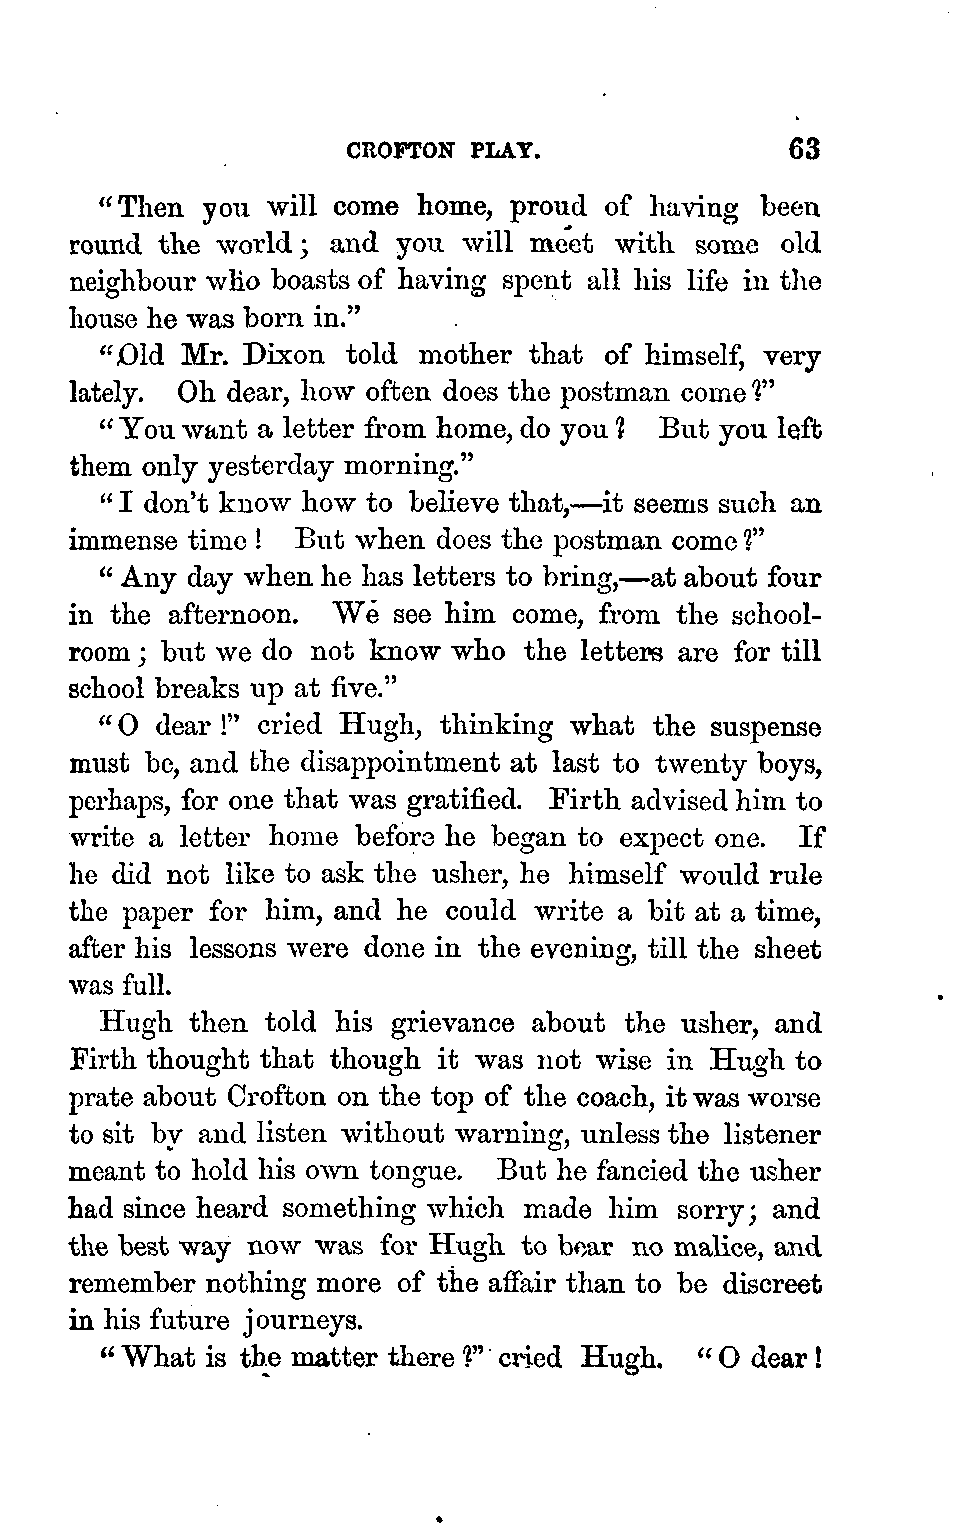 CROFTON PLAY. 63
"Then you will come home, proud of having been
round the world; and you will meet with some old
neighbour who boasts of having spent all his life in the
house he was born in."
"Old Mr. Dixon told mother that of himself, very
lately. Oh dear, how often does the postman come?"
"You want a letter from home, do you? But you left
them only yesterday morning."
"I don't know how to believe that,—it seems such an
immense time! But when does the postman come?"
"Any day when he has letters to bring,—at about four
in the afternoon. We see him come, from the school-
room; but we do not know who the letters are for till
school breaks up at five."
"O dear!" cried Hugh, thinking what the suspense
must be, and the disappointment at last to twenty boys,
perhaps, for one that was gratified. Firth advised him to
write a letter home before he began to expect one. If
he did not like to ask the usher, he himself would rule
the paper for him, and he could write a bit at a time,
after his lessons were done in the evening, till the sheet
was full.
Hugh then told his grievance about the usher, and
Firth thought that though it was not wise in Hugh to
prate about Crofton on the top of the coach, it was worse
to sit by and listen without warning, unless the listener
meant to hold his own tongue. But he fancied the usher
had since heard something which made him sorry; and
the best way now was for Hugh to bear no malice, and
remember nothing more of the affair than to be discreet
in his future journeys.
"What is the matter there?" cried Hugh. "O dear!